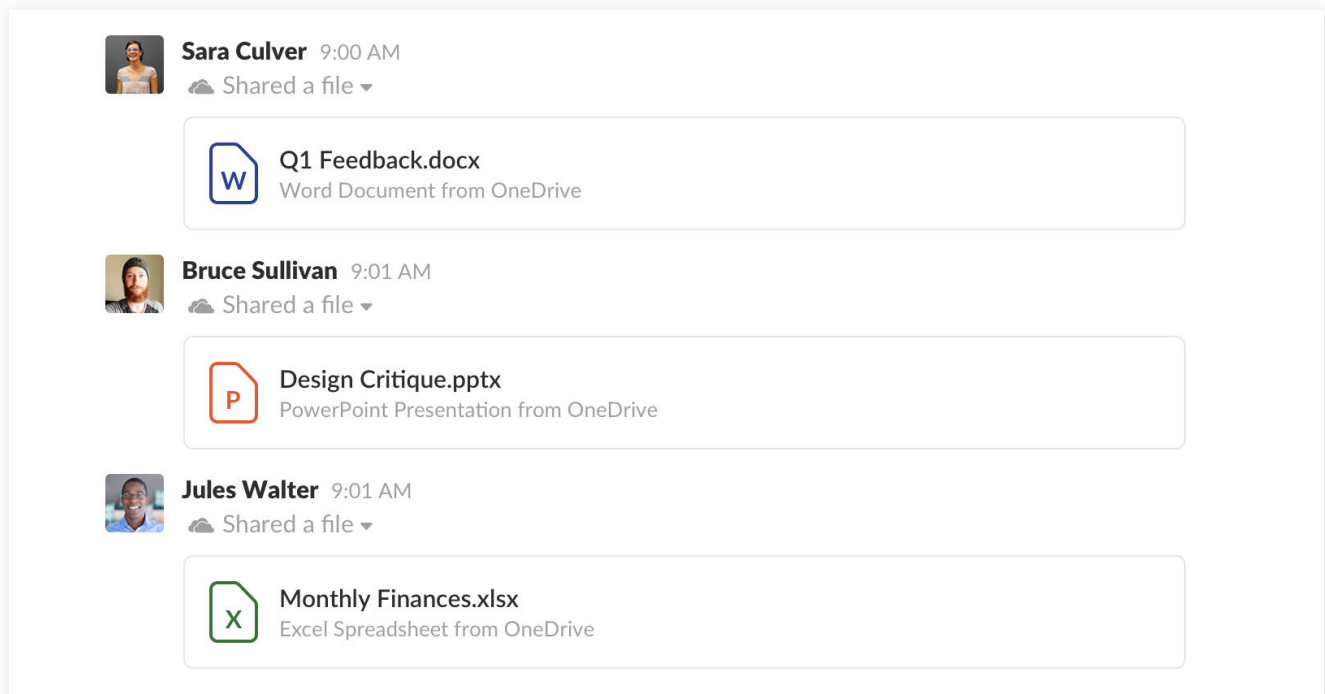 Sara Culver 9:00 AM
Shared a file
W
Q1 Feedback.docx
Word Document from OneDrive
Bruce Sullivan 9:01 AM
Shared a file
P
Design Critique.pptx
PowerPoint Presentation from OneDrive
Jules Walter 9:01 AM
Shared a file
X
Monthly Finances.xlsx
Excel Spreadsheet from OneDrive